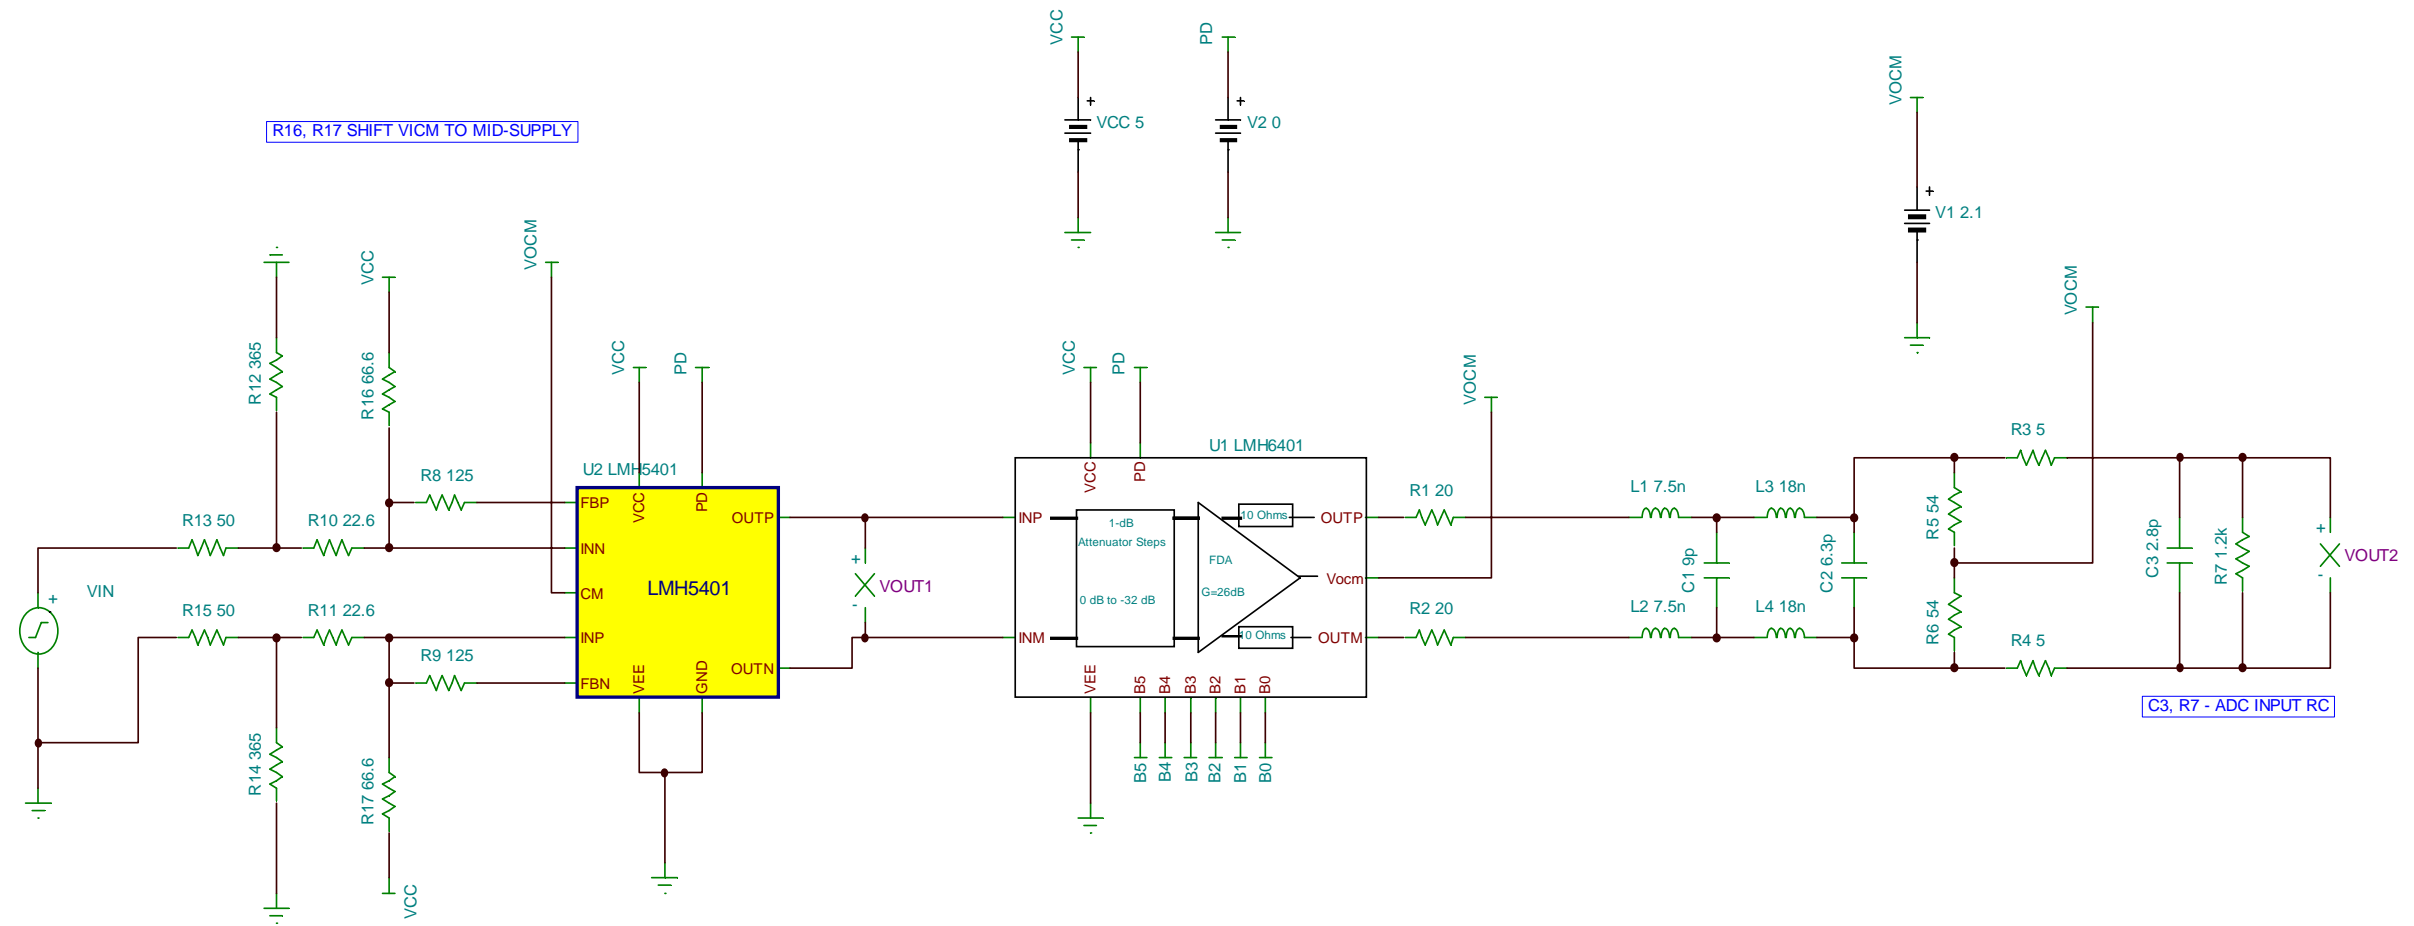 VCC
PD
VOCM
+
VCC 5
+
V2 0
+
V1 2.1
R16, R17 SHIFT VICM TO MID-SUPPLY
VCC
VOCM
VOCM
R12 365
R16 66.6
VCC
PD
VCC
PD
VOCM
R13 50
R10 22.6
R8 125
U2 LMH5401
FBP
INN
CM
INP
FBN
VCC
PD
OUTP
OUTN
VEE
GND
LMH5401
VIN
+
R15 50
R11 22.6
R9 125
R14 365
R17 66.6
VCC
+
VOUT1
-
U1 LMH6401
VCC
PD
INP
INM
1-dB
Attenuator Steps
0 dB to -32 dB
FDA
G=26dB
10 Ohms
10 Ohms
OUTP
Vocm
OUTM
VEE
B5
B4
B3
B2
B1
B0
B5
B4
B3
B2
B1
B0
R1 20
R2 20
L1 7.5n
L3 18n
C1 9p
L2 7.5n
L4 18n
C2 6.3p
R5 54
R6 54
R3 5
R4 5
C3 2.8p
R7 1.2k
+
VOUT2
-
C3, R7 - ADC INPUT RC